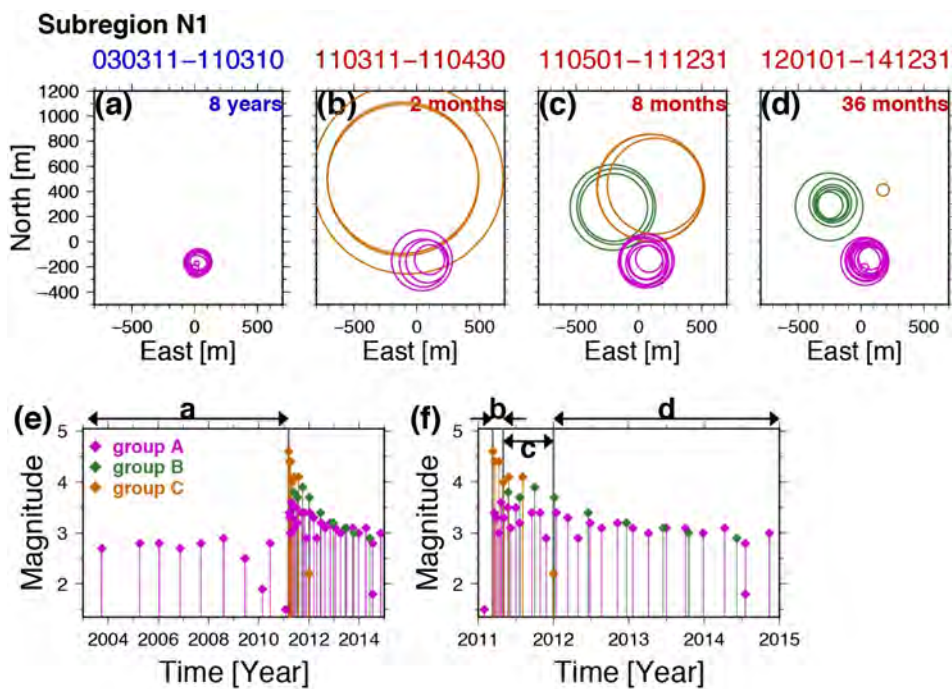 Subregion N1
030311−110310 110311−110430 110501−111231 120101−141231
(a) 8 years (b) 2 months (c) 8 months (d) 36 months
1200
1000
800
600
400
200
0
−200
−400
North [m]
−500 0 500 −500 0 500 −500 0 500 −500 0 500
East [m] East [m] East [m] East [m]
(e) a (f) b d
c
5
4
3
2
Magnitude
group A
group B
group C
2004 2006 2008 2010 2012 2014
Time [Year]
5
4
3
2
Magnitude
2011 2012 2013 2014 2015
Time [Year]